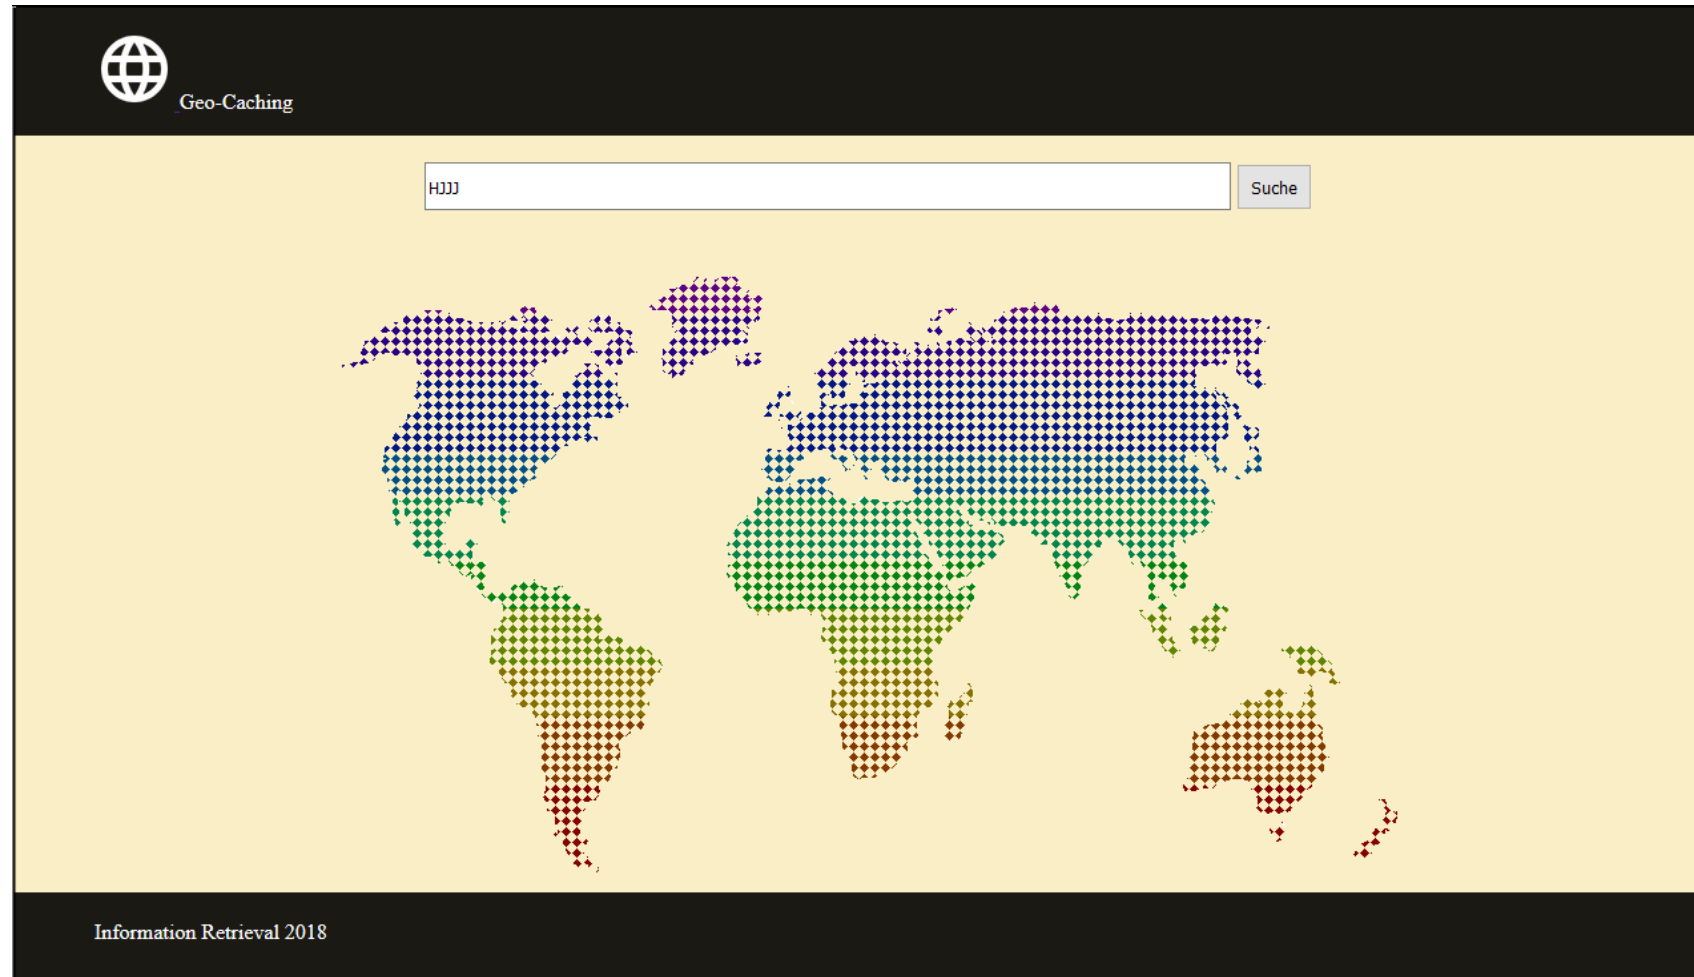 Geo-Caching
HJJJ
Suche
Information Retrieval 2018